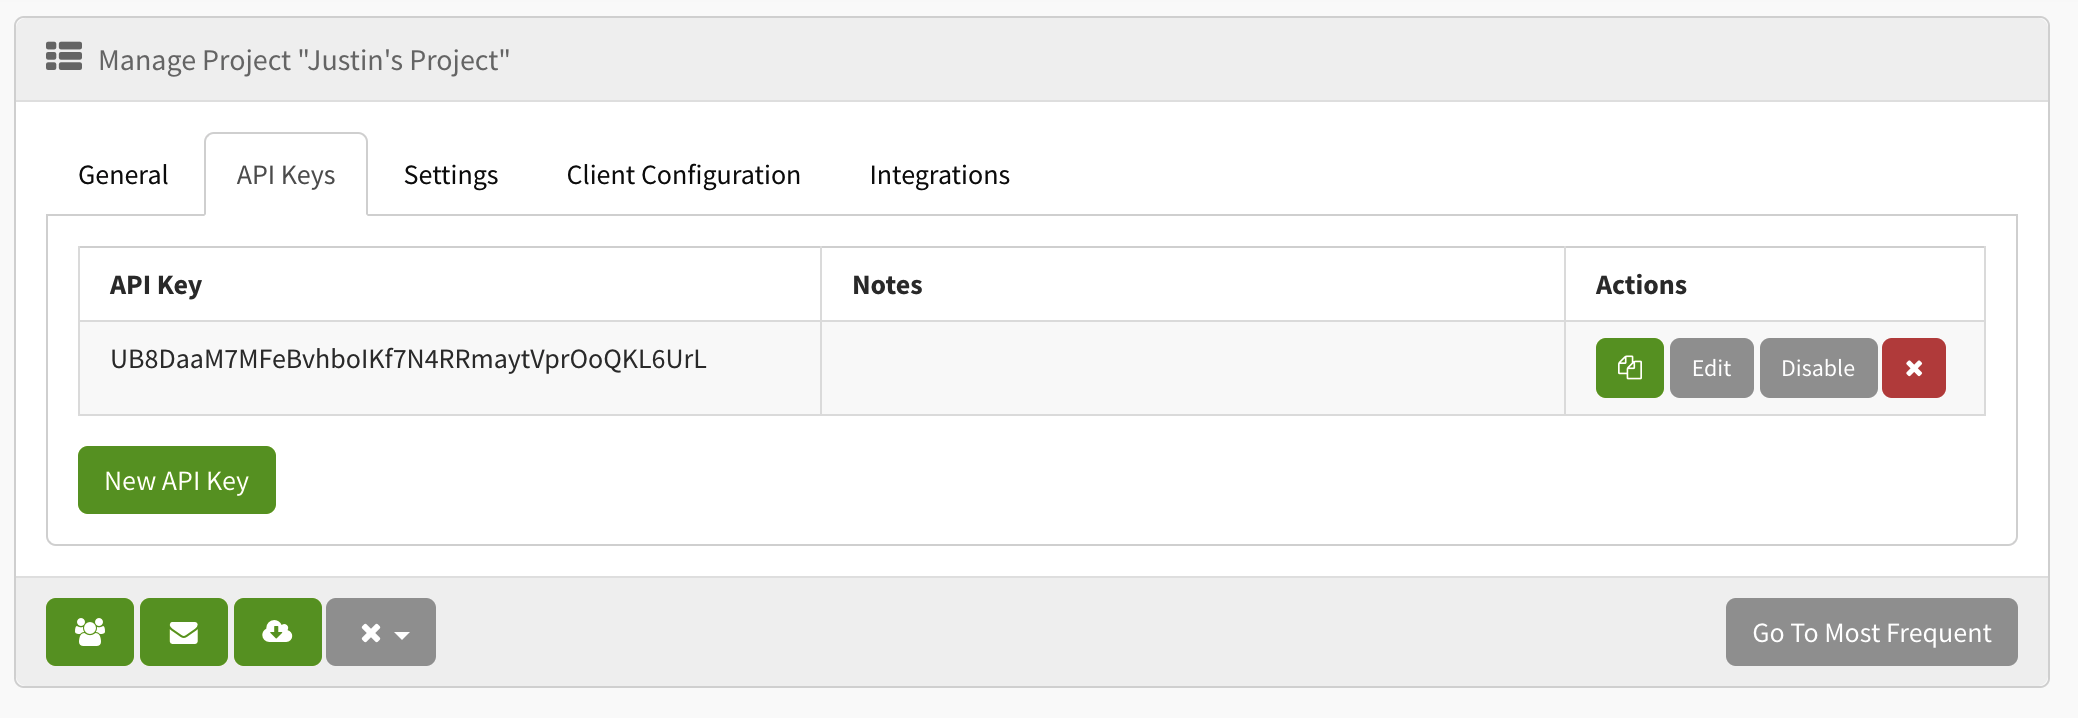 Manage Project "Justin's Project"
General API Keys Settings Client Configuration Integrations
API Key Notes Actions
UB8DaaM7MFeBvhboIKf7N4RRmaytVprOoQKL6UrL Edit Disable
New API Key
Go To Most Frequent